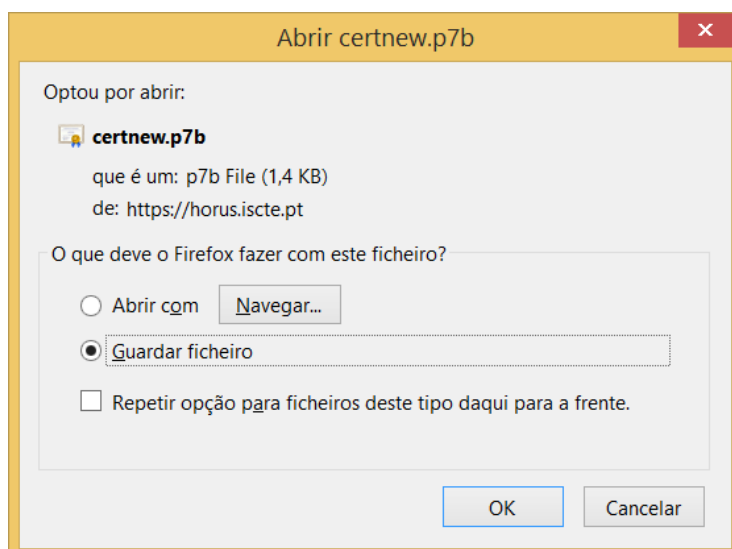 Abrir certnew.p7b
x
Optou por abrir:
certnew.p7b
que é um: p7b File (1,4 KB)
de: https://horus.iscte.pt
O que deve o Firefox fazer com este ficheiro?
Abrir com Navegar...
Guardar ficheiro
Repetir opção para ficheiros deste tipo daqui para a frente.
OK Cancelar